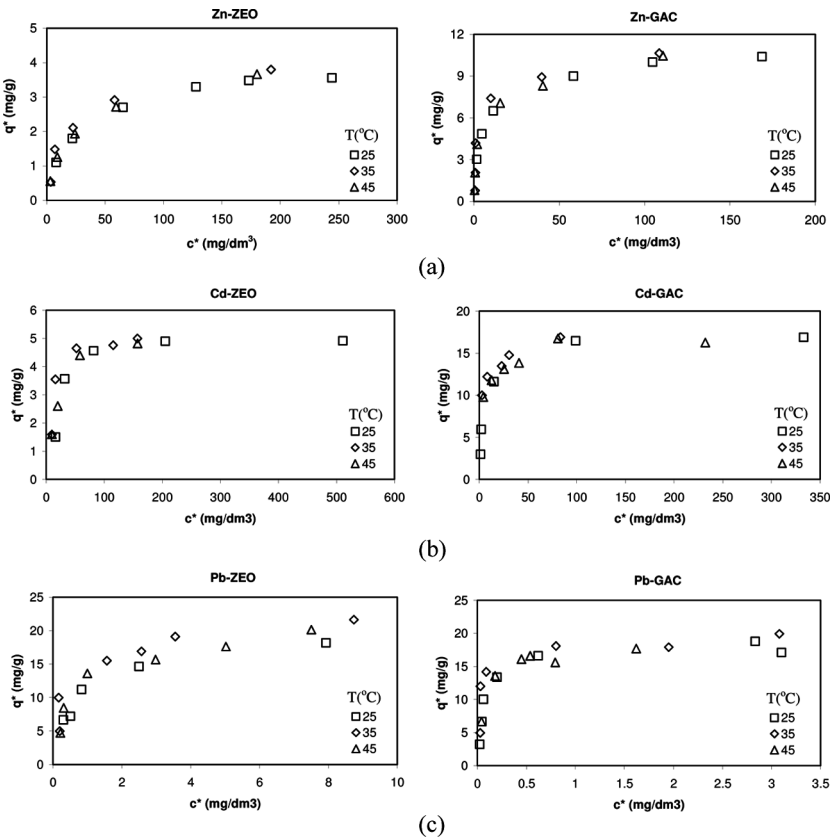 Zn-ZEO
5
4
3
2
1
0
q* (mg/g)
T(°C)
25
35
45
0 50 100 150 200 250 300
c* (mg/dm³)
Zn-GAC
12
9
6
3
0
q* (mg/g)
T(°C)
25
35
45
0 50 100 150 200
c* (mg/dm3)
(a)
Cd-ZEO
6
5
4
3
2
1
0
q* (mg/g)
T(°C)
25
35
45
0 100 200 300 400 500 600
c* (mg/dm3)
Cd-GAC
20
15
10
5
0
q* (mg/g)
T(°C)
25
35
45
0 50 100 150 200 250 300 350
c* (mg/dm3)
(b)
Pb-ZEO
25
20
15
10
5
0
q* (mg/g)
T(°C)
25
35
45
0 2 4 6 8 10
c* (mg/dm3)
Pb-GAC
25
20
15
10
5
0
q* (mg/g)
T(°C)
25
35
45
0 0.5 1 1.5 2 2.5 3 3.5
c* (mg/dm3)
(c)